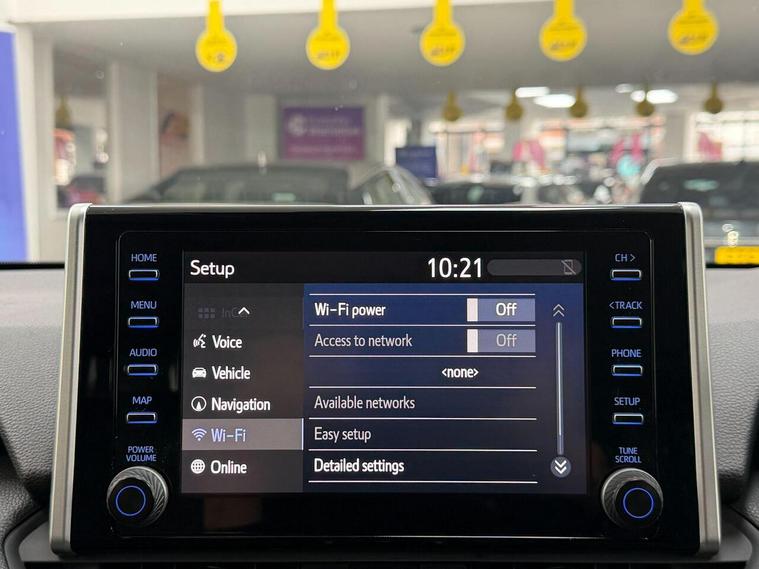 HOME
MENU
AUDIO
MAP
POWER
VOLUME
Setup
10:21
Voice
Vehicle
Navigation
Wi-Fi
Online
Wi-Fi power
Off
Access to network
Off
<none>
Available networks
Easy setup
Detailed settings
CH >
<TRACK
PHONE
SETUP
TUNE
SCROLL